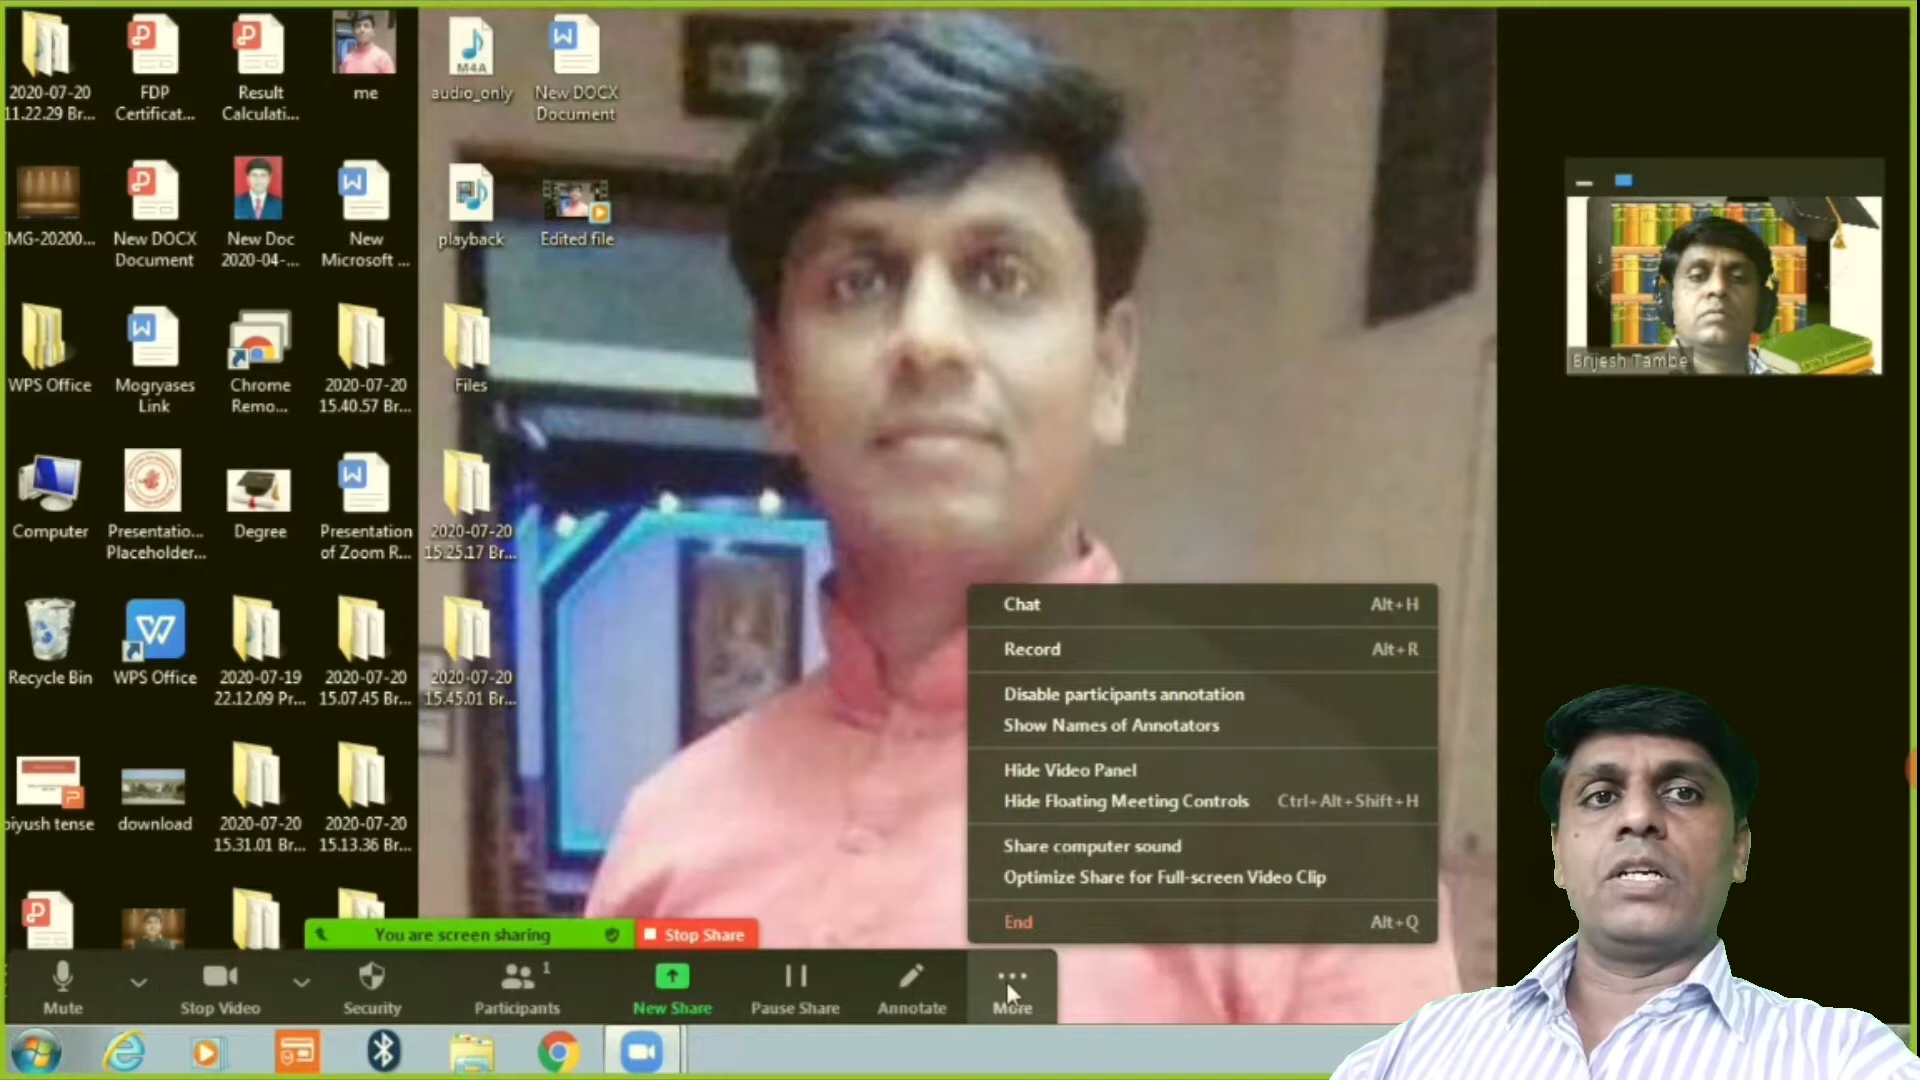 2020-07-20
11.22.29 Br...
FDP
Certificat...
Result
Calculati...
me
audio_only
M4A
New DOCX
Document
IMG-20200...
New DOCX
Document
New Doc
2020-04-...
New
Microsoft ...
playback
Edited file
WPS Office
Mogryases
Link
Chrome
Remo...
2020-07-20
15.40.57 Br...
Files
Computer
Presentatio...
Placeholder...
Degree
Presentation
of Zoom R...
2020-07-20
15.25.17 Br...
Recycle Bin
WPS Office
2020-07-19
22.12.09 Pr...
2020-07-20
15.07.45 Br...
2020-07-20
15.45.01 Br...
piyush tense
download
2020-07-20
15.31.01 Br...
2020-07-20
15.13.36 Br...
Brijesh Tambe
Chat Alt+H
Record Alt+R
Disable participants annotation
Show Names of Annotators
Hide Video Panel
Hide Floating Meeting Controls Ctrl+Alt+Shift+H
Share computer sound
Optimize Share for Full-screen Video Clip
End Alt+Q
You are screen sharing
Stop Share
Mute
Stop Video
Security
Participants
1
New Share
Pause Share
Annotate
More